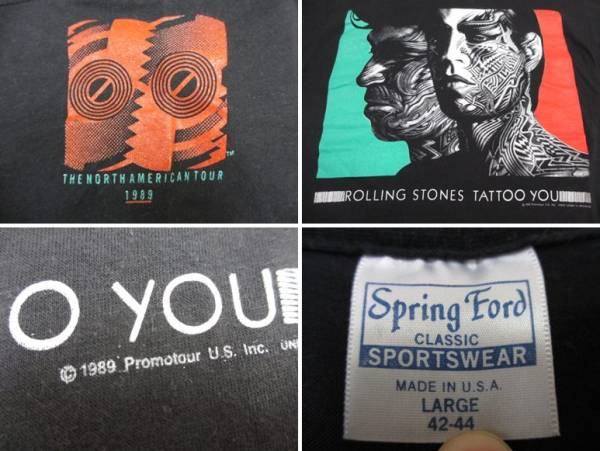 THE NORTH AMERICAN TOUR
1989
TM
ROLLING STONES TATTOO YOU
O YOU
© 1989 Promotour U.S. Inc.
Spring Ford
CLASSIC
SPORTSWEAR
MADE IN U.S.A.
LARGE
42-44